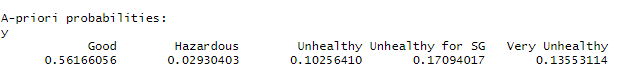 A-priori probabilities:
y
Good Hazardous Unhealthy Unhealthy for SG Very Unhealthy
0.56166056 0.02930403 0.10256410 0.17094017 0.13553114